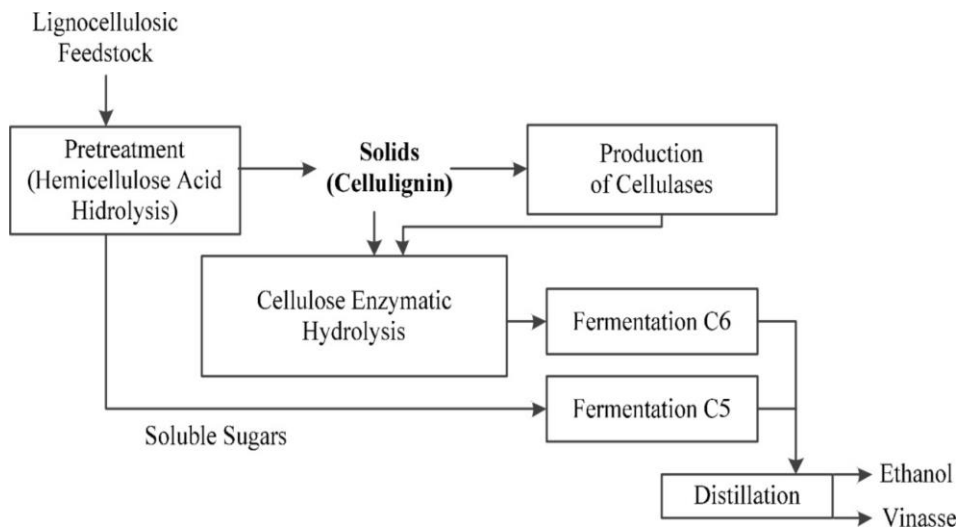 Lignocellulosic
Feedstock
Pretreatment
(Hemicellulose Acid
Hidrolysis)
Solids
(Cellulignin)
Production
of Cellulases
Cellulose Enzymatic
Hydrolysis
Fermentation C6
Fermentation C5
Soluble Sugars
Distillation
Ethanol
Vinasse